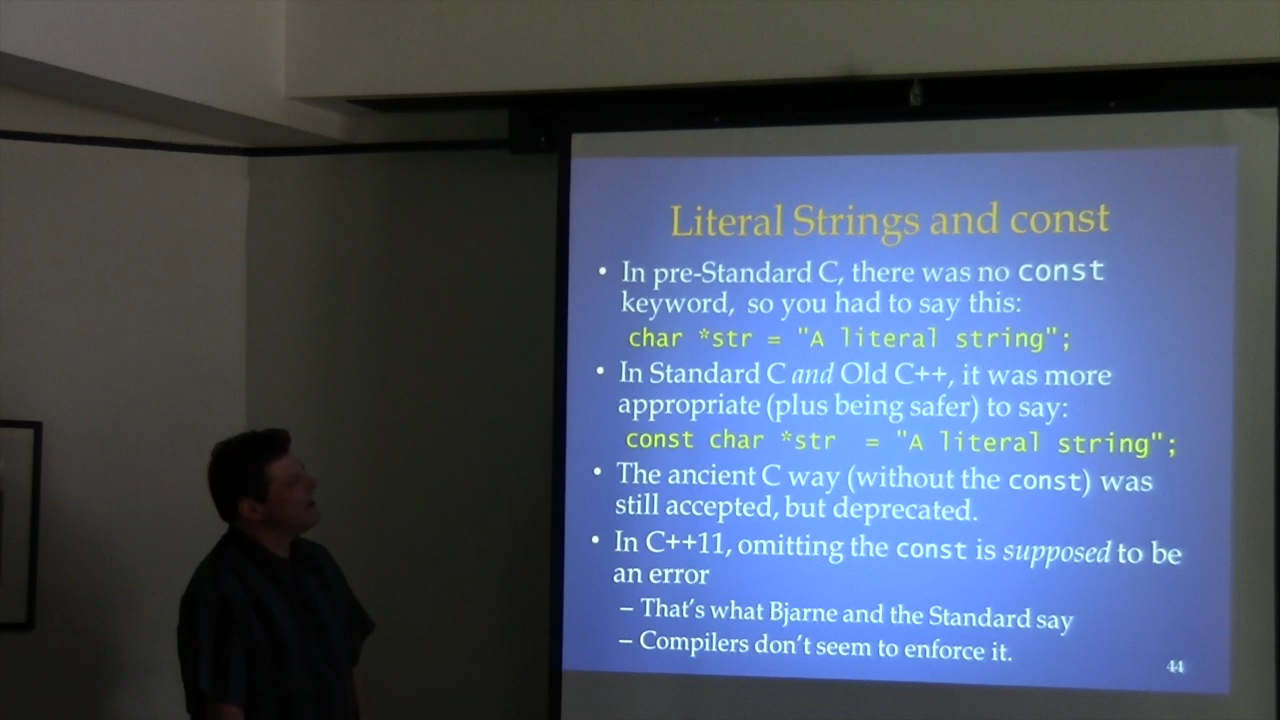 Literal Strings and const
• In pre-Standard C, there was no const
keyword, so you had to say this:
char *str = "A literal string";
• In Standard C and Old C++, it was more
appropriate (plus being safer) to say:
const char *str = "A literal string";
• The ancient C way (without the const) was
still accepted, but deprecated.
• In C++11, omitting the const is supposed to be
an error
– That's what Bjarne and the Standard say
– Compilers don't seem to enforce it.
44